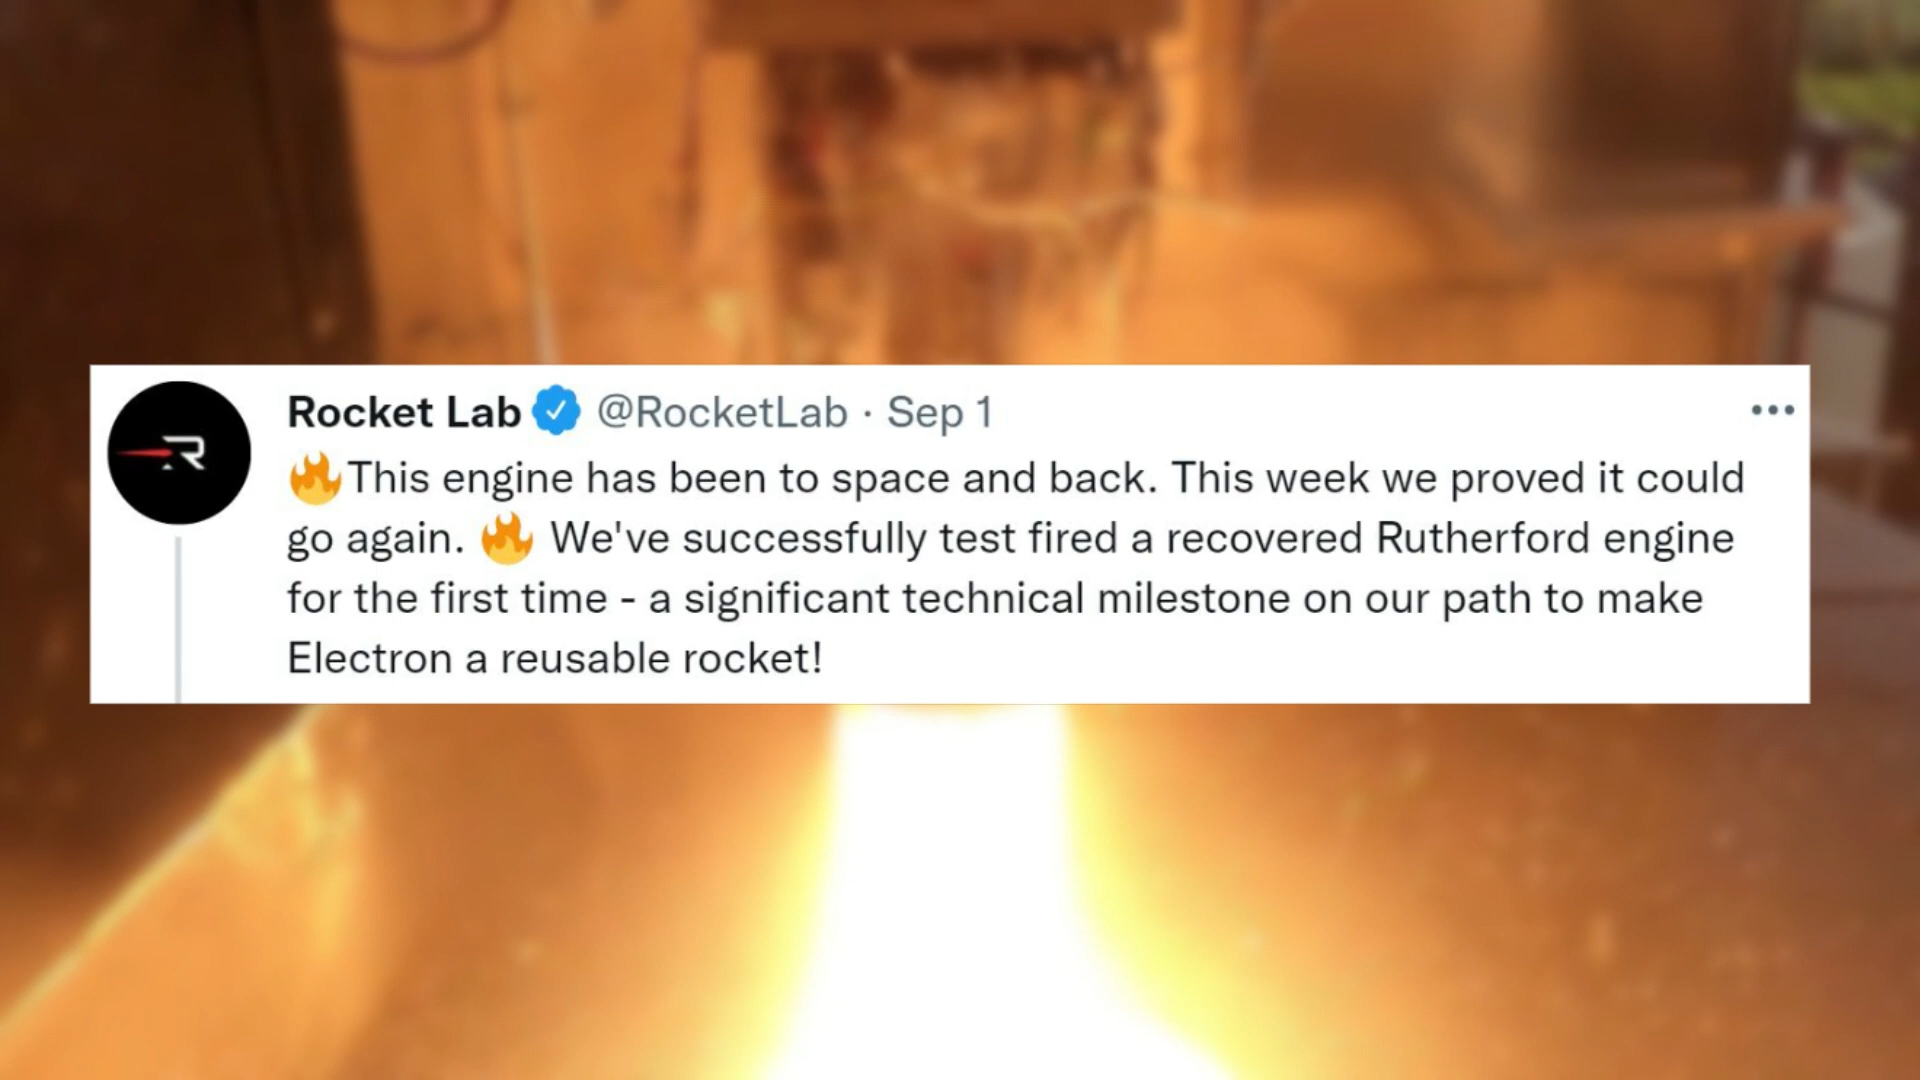 Rocket Lab @RocketLab · Sep 1
🔥This engine has been to space and back. This week we proved it could
go again. 🔥 We've successfully test fired a recovered Rutherford engine
for the first time - a significant technical milestone on our path to make
Electron a reusable rocket!